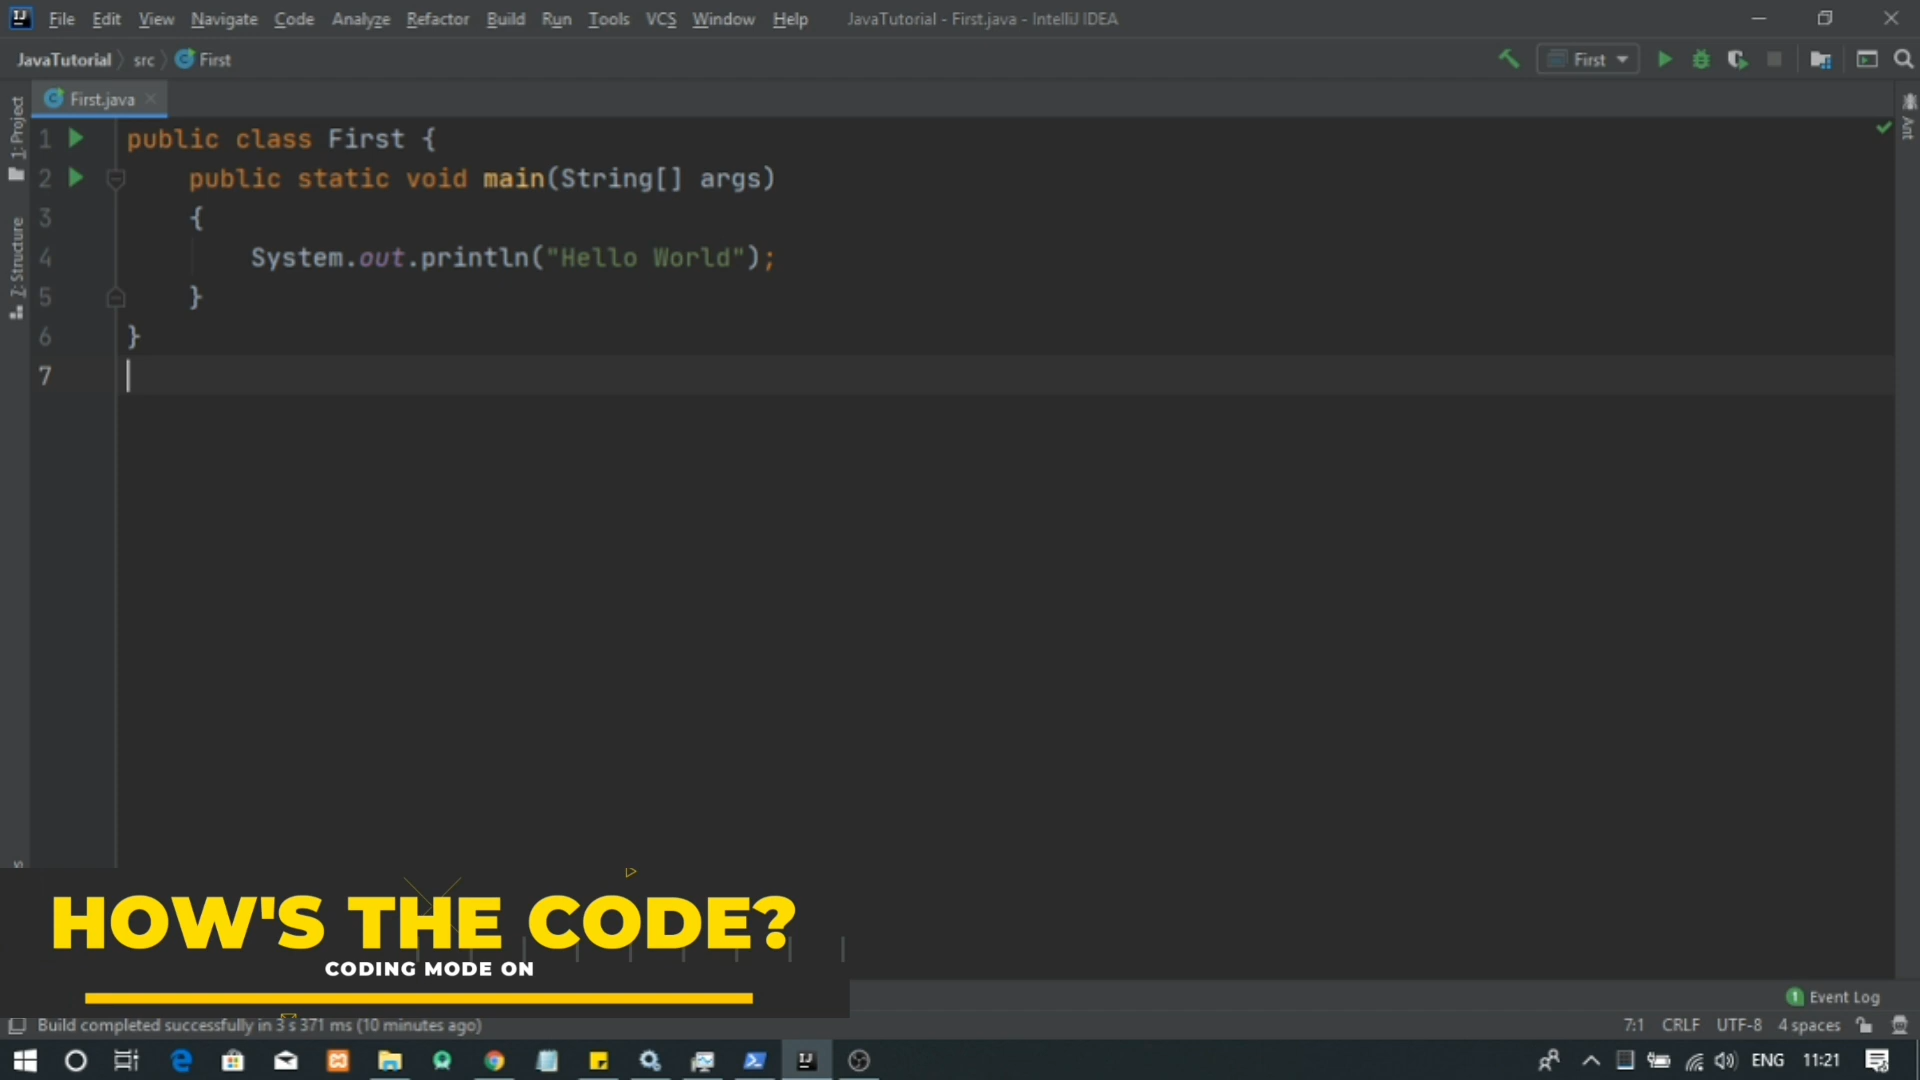 File Edit View Navigate Code Analyze Refactor Build Run Tools VCS Window Help JavaTutorial - First.java - IntelliJ IDEA
JavaTutorial src First
First
First.java
1: Project
7: Structure
Ant
1 public class First {
2 public static void main(String[] args)
3 {
4 System.out.println("Hello World");
5 }
6 }
7
HOW'S THE CODE?
CODING MODE ON
1 Event Log
Build completed successfully in 3 s 371 ms (10 minutes ago)
7:1 CRLF UTF-8 4 spaces
ENG 11:21